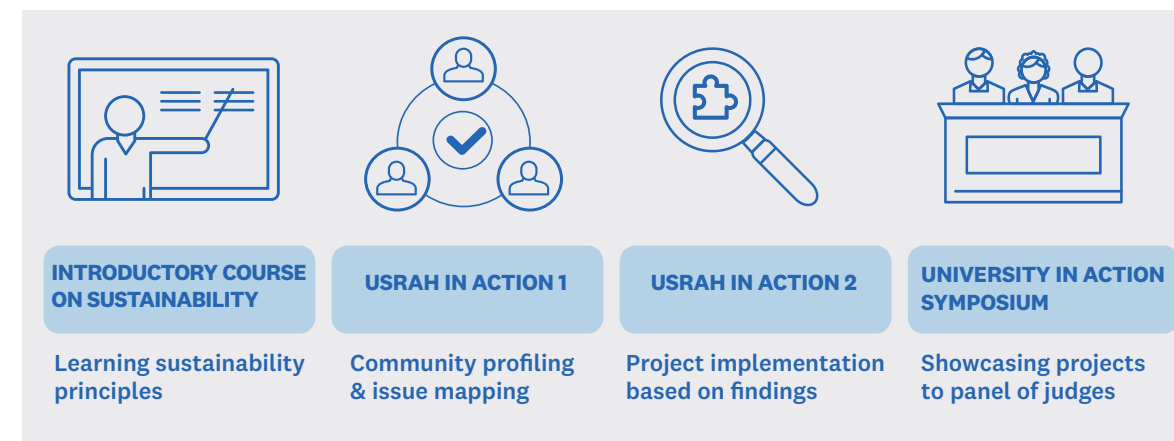 INTRODUCTORY COURSE
ON SUSTAINABILITY
Learning sustainability
principles
USRAH IN ACTION 1
Community profiling
& issue mapping
USRAH IN ACTION 2
Project implementation
based on findings
UNIVERSITY IN ACTION
SYMPOSIUM
Showcasing projects
to panel of judges